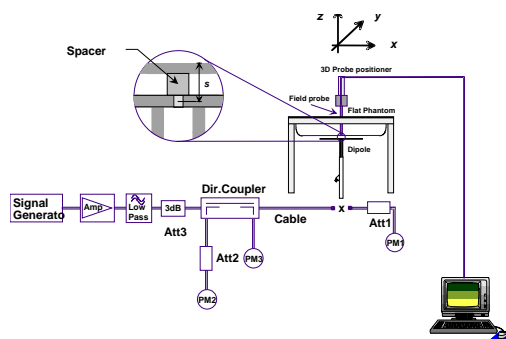 z
y
x
Spacer
s
3D Probe positioner
Field probe
Flat Phantom
Dipole
Signal
Generato
Amp
Low
Pass
3dB
Att3
Dir.Coupler
Cable
x
Att1
PM1
Att2
PM3
PM2